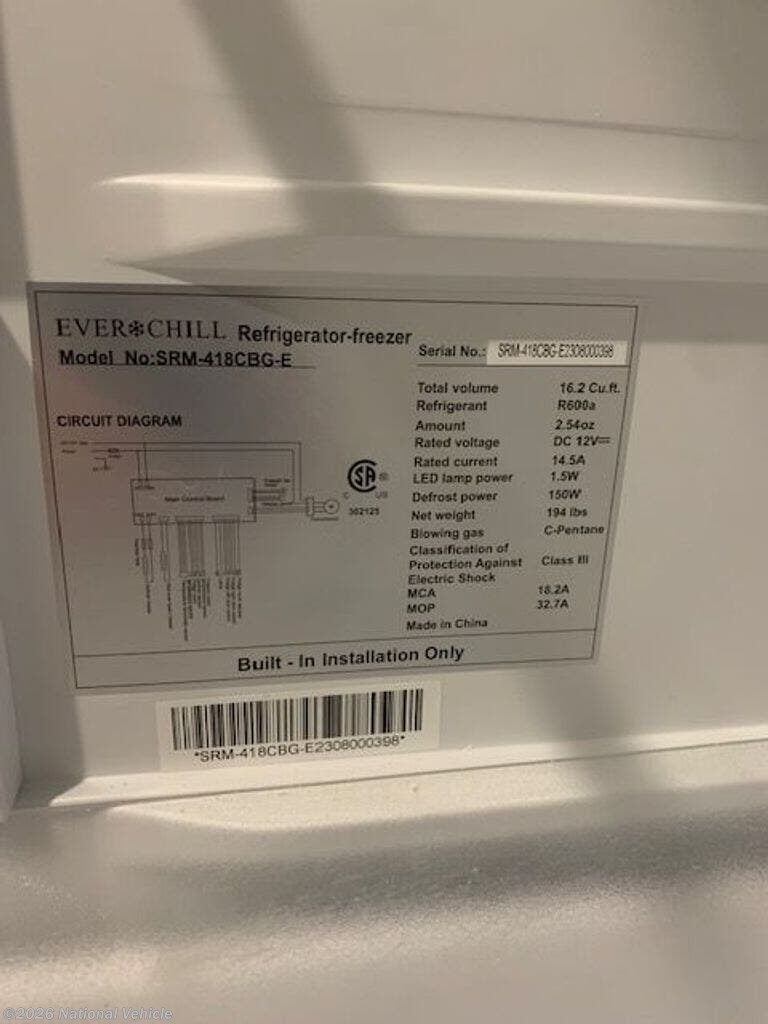 EVER❄CHILL Refrigerator-freezer
Model No:SRM-418CBG-E
Serial No.: SRM-418CBG-E2308000398
CIRCUIT DIAGRAM
Main Control Board
C US
302125
Total volume 16.2 Cu.ft.
Refrigerant R600a
Amount 2.54oz
Rated voltage DC 12V⎓
Rated current 14.5A
LED lamp power 1.5W
Defrost power 150W
Net weight 194 lbs
Blowing gas C-Pentane
Classification of
Protection Against Class III
Electric Shock
MCA 18.2A
MOP 32.7A
Made in China
Built - In Installation Only
*SRM-418CBG-E2308000398*
©2026 National Vehicle